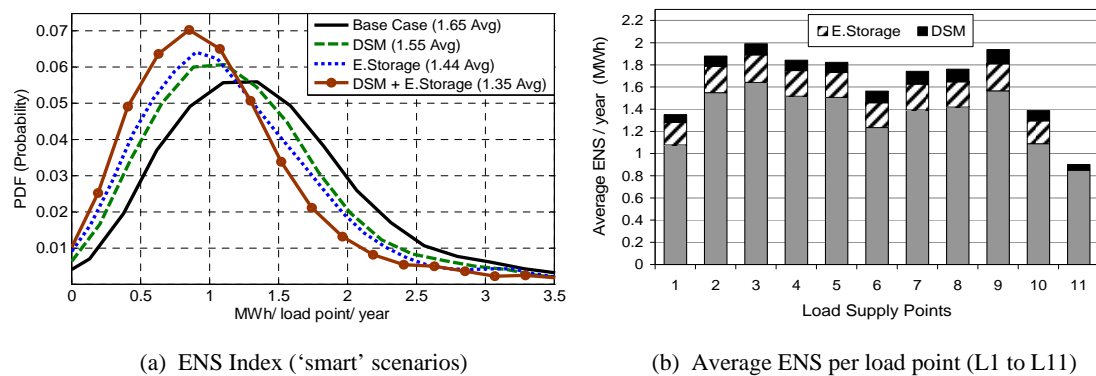 0.07
0.06
0.05
0.04
0.03
0.02
0.01
PDF (Probability)
Base Case (1.65 Avg)
DSM (1.55 Avg)
E.Storage (1.44 Avg)
DSM + E.Storage (1.35 Avg)
0 0.5 1 1.5 2 2.5 3 3.5
MWh/ load point/ year
(a) ENS Index (‘smart’ scenarios)
2.2
2
1.8
1.6
1.4
1.2
1
0.8
0.6
0.4
0.2
0
Average ENS / year (MWh)
E.Storage DSM
1 2 3 4 5 6 7 8 9 10 11
Load Supply Points
(b) Average ENS per load point (L1 to L11)